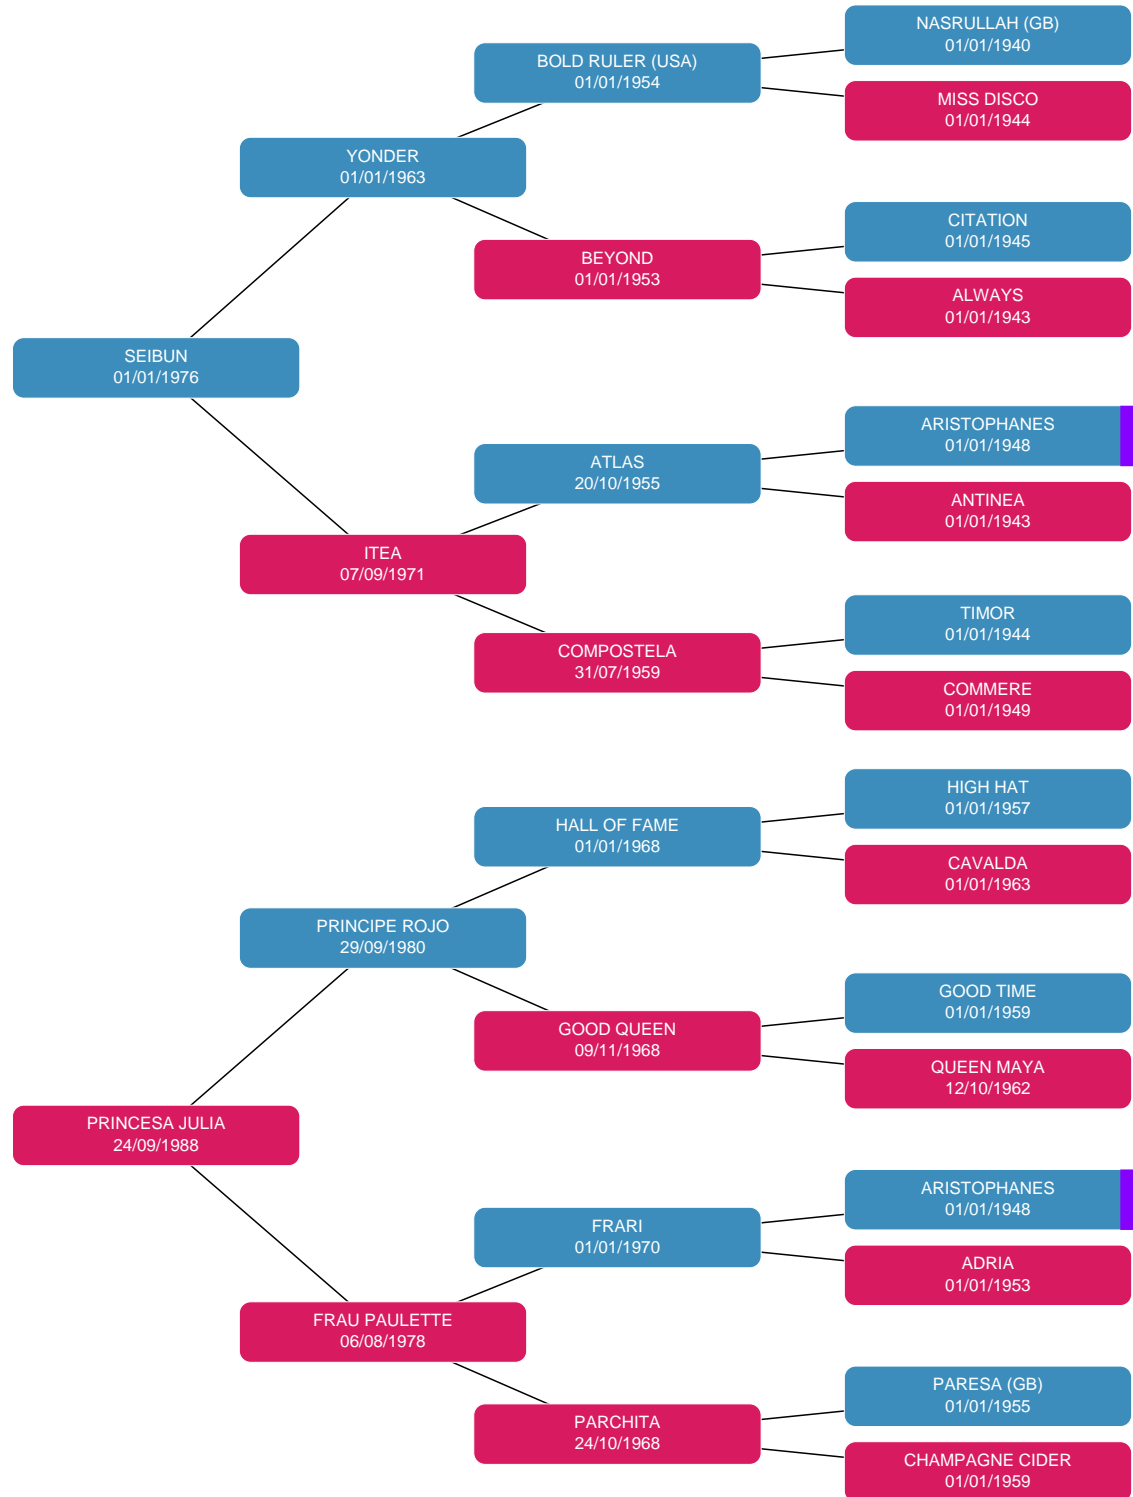 NASRULLAH (GB)
01/01/1940
BOLD RULER (USA)
01/01/1954
MISS DISCO
01/01/1944
YONDER
01/01/1963
CITATION
01/01/1945
BEYOND
01/01/1953
ALWAYS
01/01/1943
SEIBUN
01/01/1976
ARISTOPHANES
01/01/1948
ATLAS
20/10/1955
ANTINEA
01/01/1943
ITEA
07/09/1971
TIMOR
01/01/1944
COMPOSTELA
31/07/1959
COMMERE
01/01/1949
HIGH HAT
01/01/1957
HALL OF FAME
01/01/1968
CAVALDA
01/01/1963
PRINCIPE ROJO
29/09/1980
GOOD TIME
01/01/1959
GOOD QUEEN
09/11/1968
QUEEN MAYA
12/10/1962
PRINCESA JULIA
24/09/1988
ARISTOPHANES
01/01/1948
FRARI
01/01/1970
ADRIA
01/01/1953
FRAU PAULETTE
06/08/1978
PARESA (GB)
01/01/1955
PARCHITA
24/10/1968
CHAMPAGNE CIDER
01/01/1959